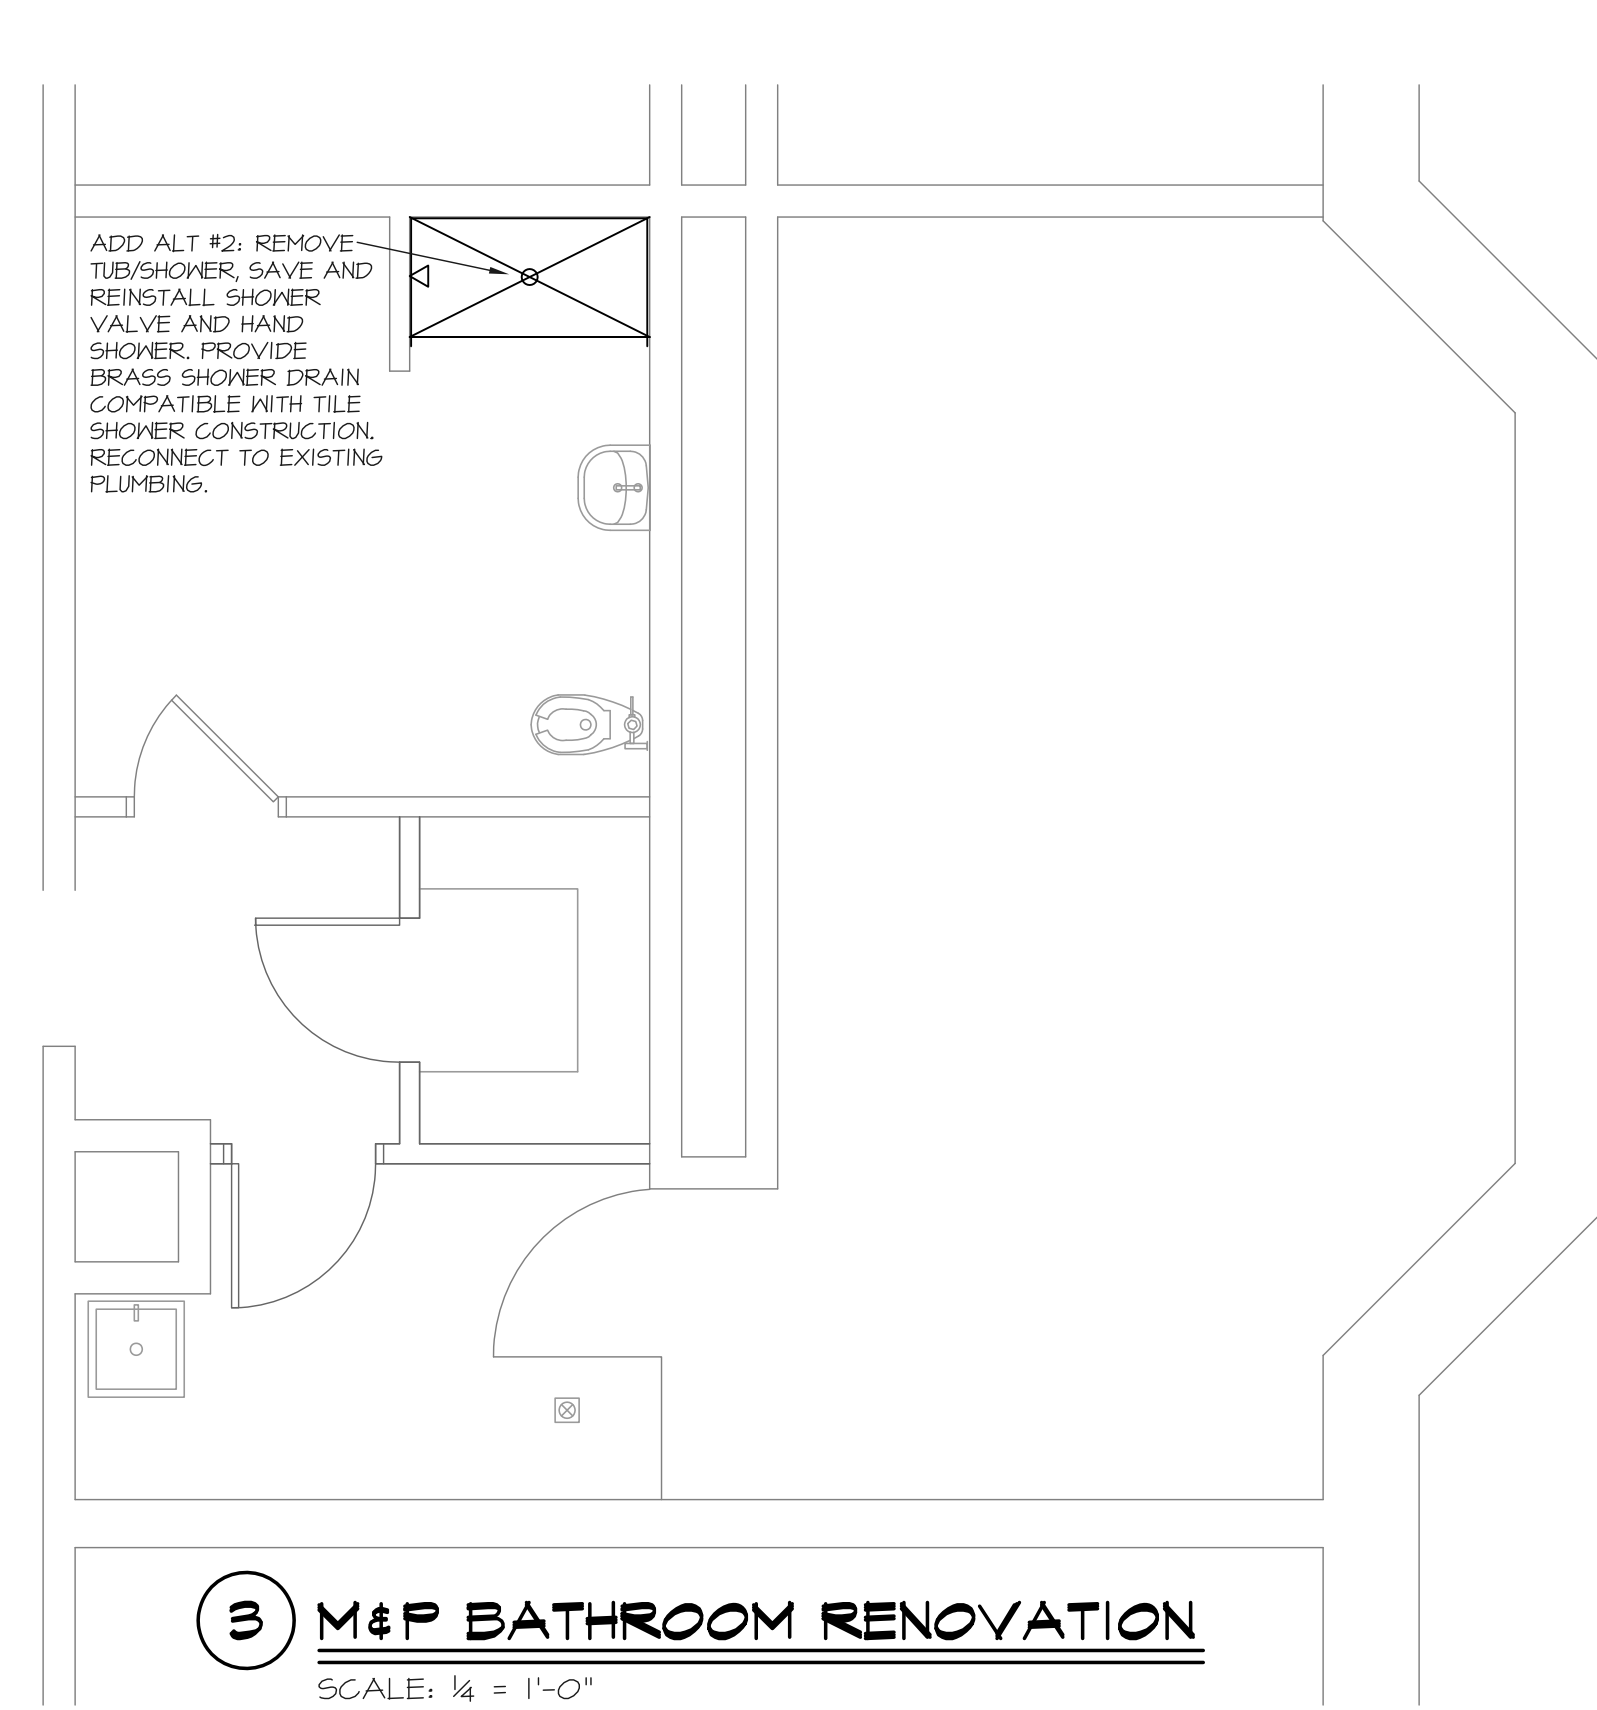 ADD ALT #2: REMOVE
TUB/SHOWER, SAVE AND
REINSTALL SHOWER
VALVE AND HAND
SHOWER. PROVIDE
BRASS SHOWER DRAIN
COMPATIBLE WITH TILE
SHOWER CONSTRUCTION.
RECONNECT TO EXISTING
PLUMBING.
3 M&P BATHROOM RENOVATION
SCALE: ¼ = 1'-0"